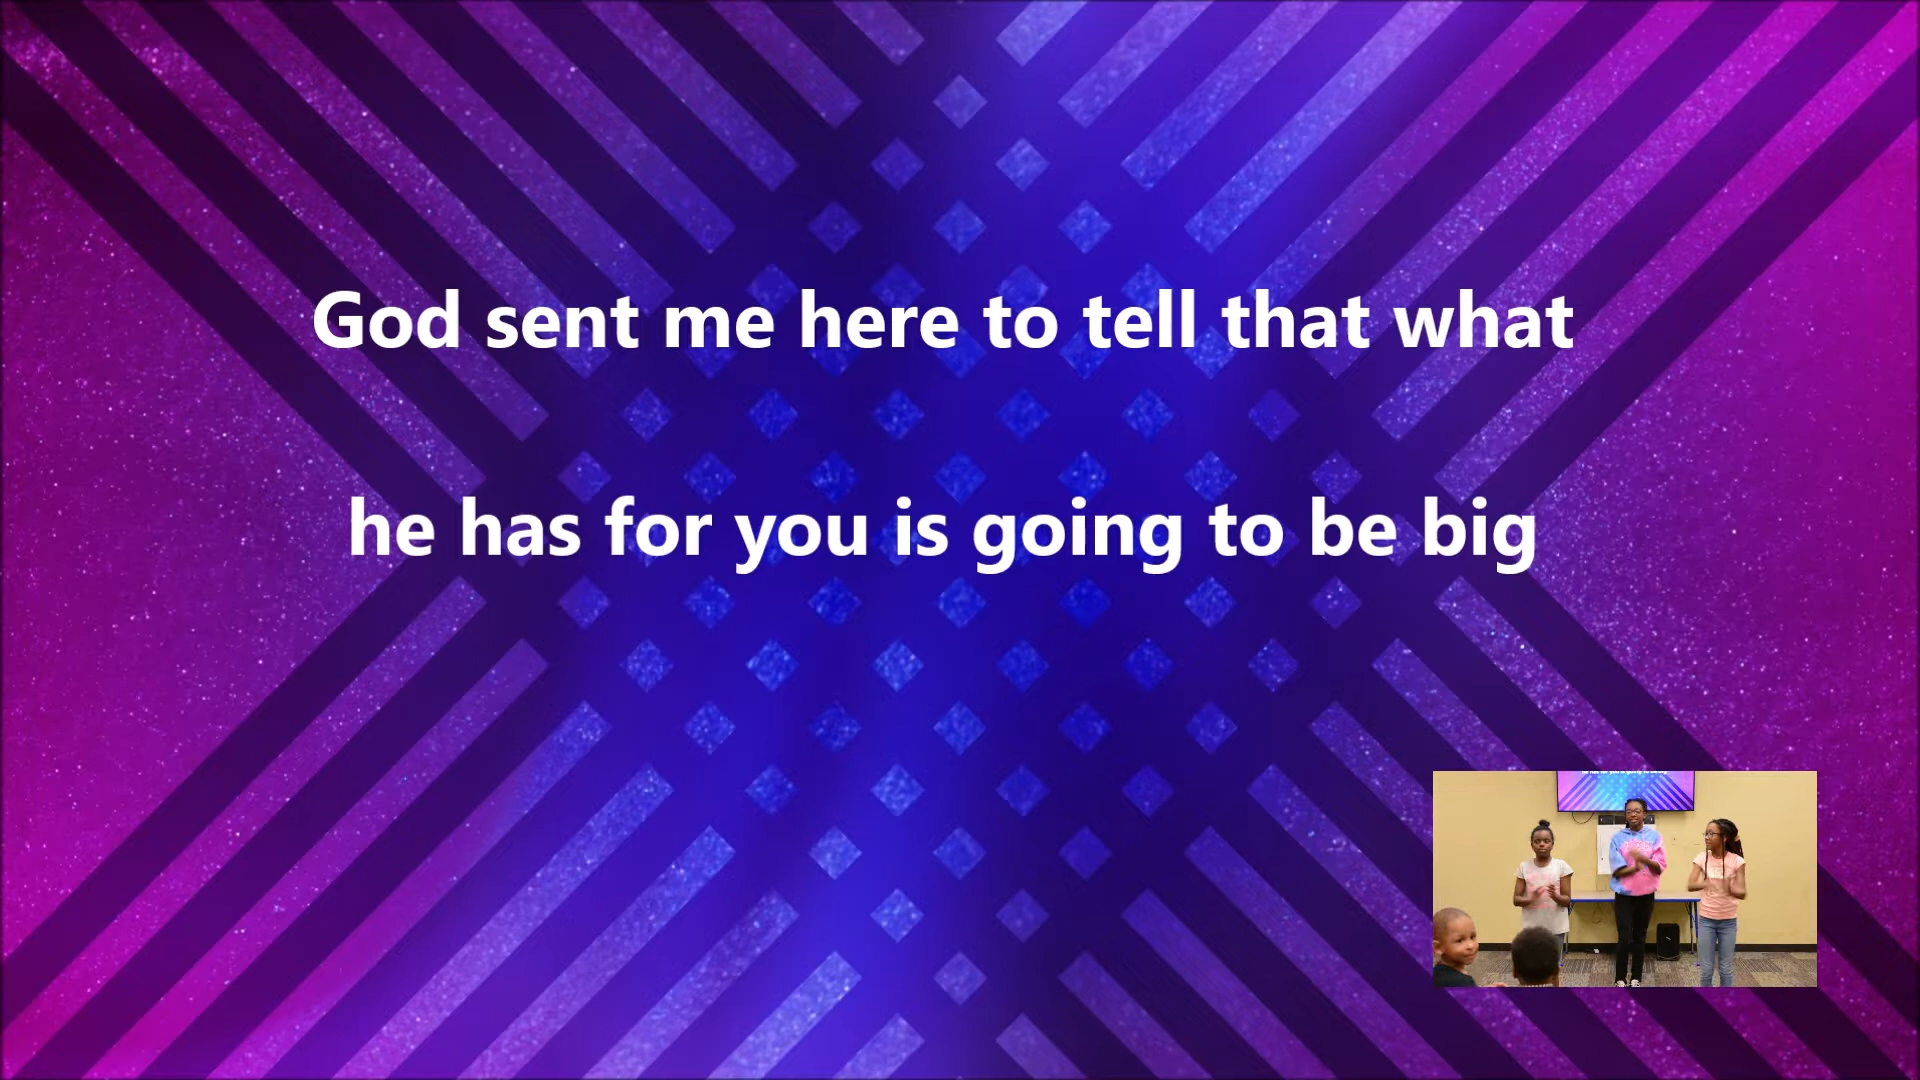 God sent me here to tell that what
he has for you is going to be big